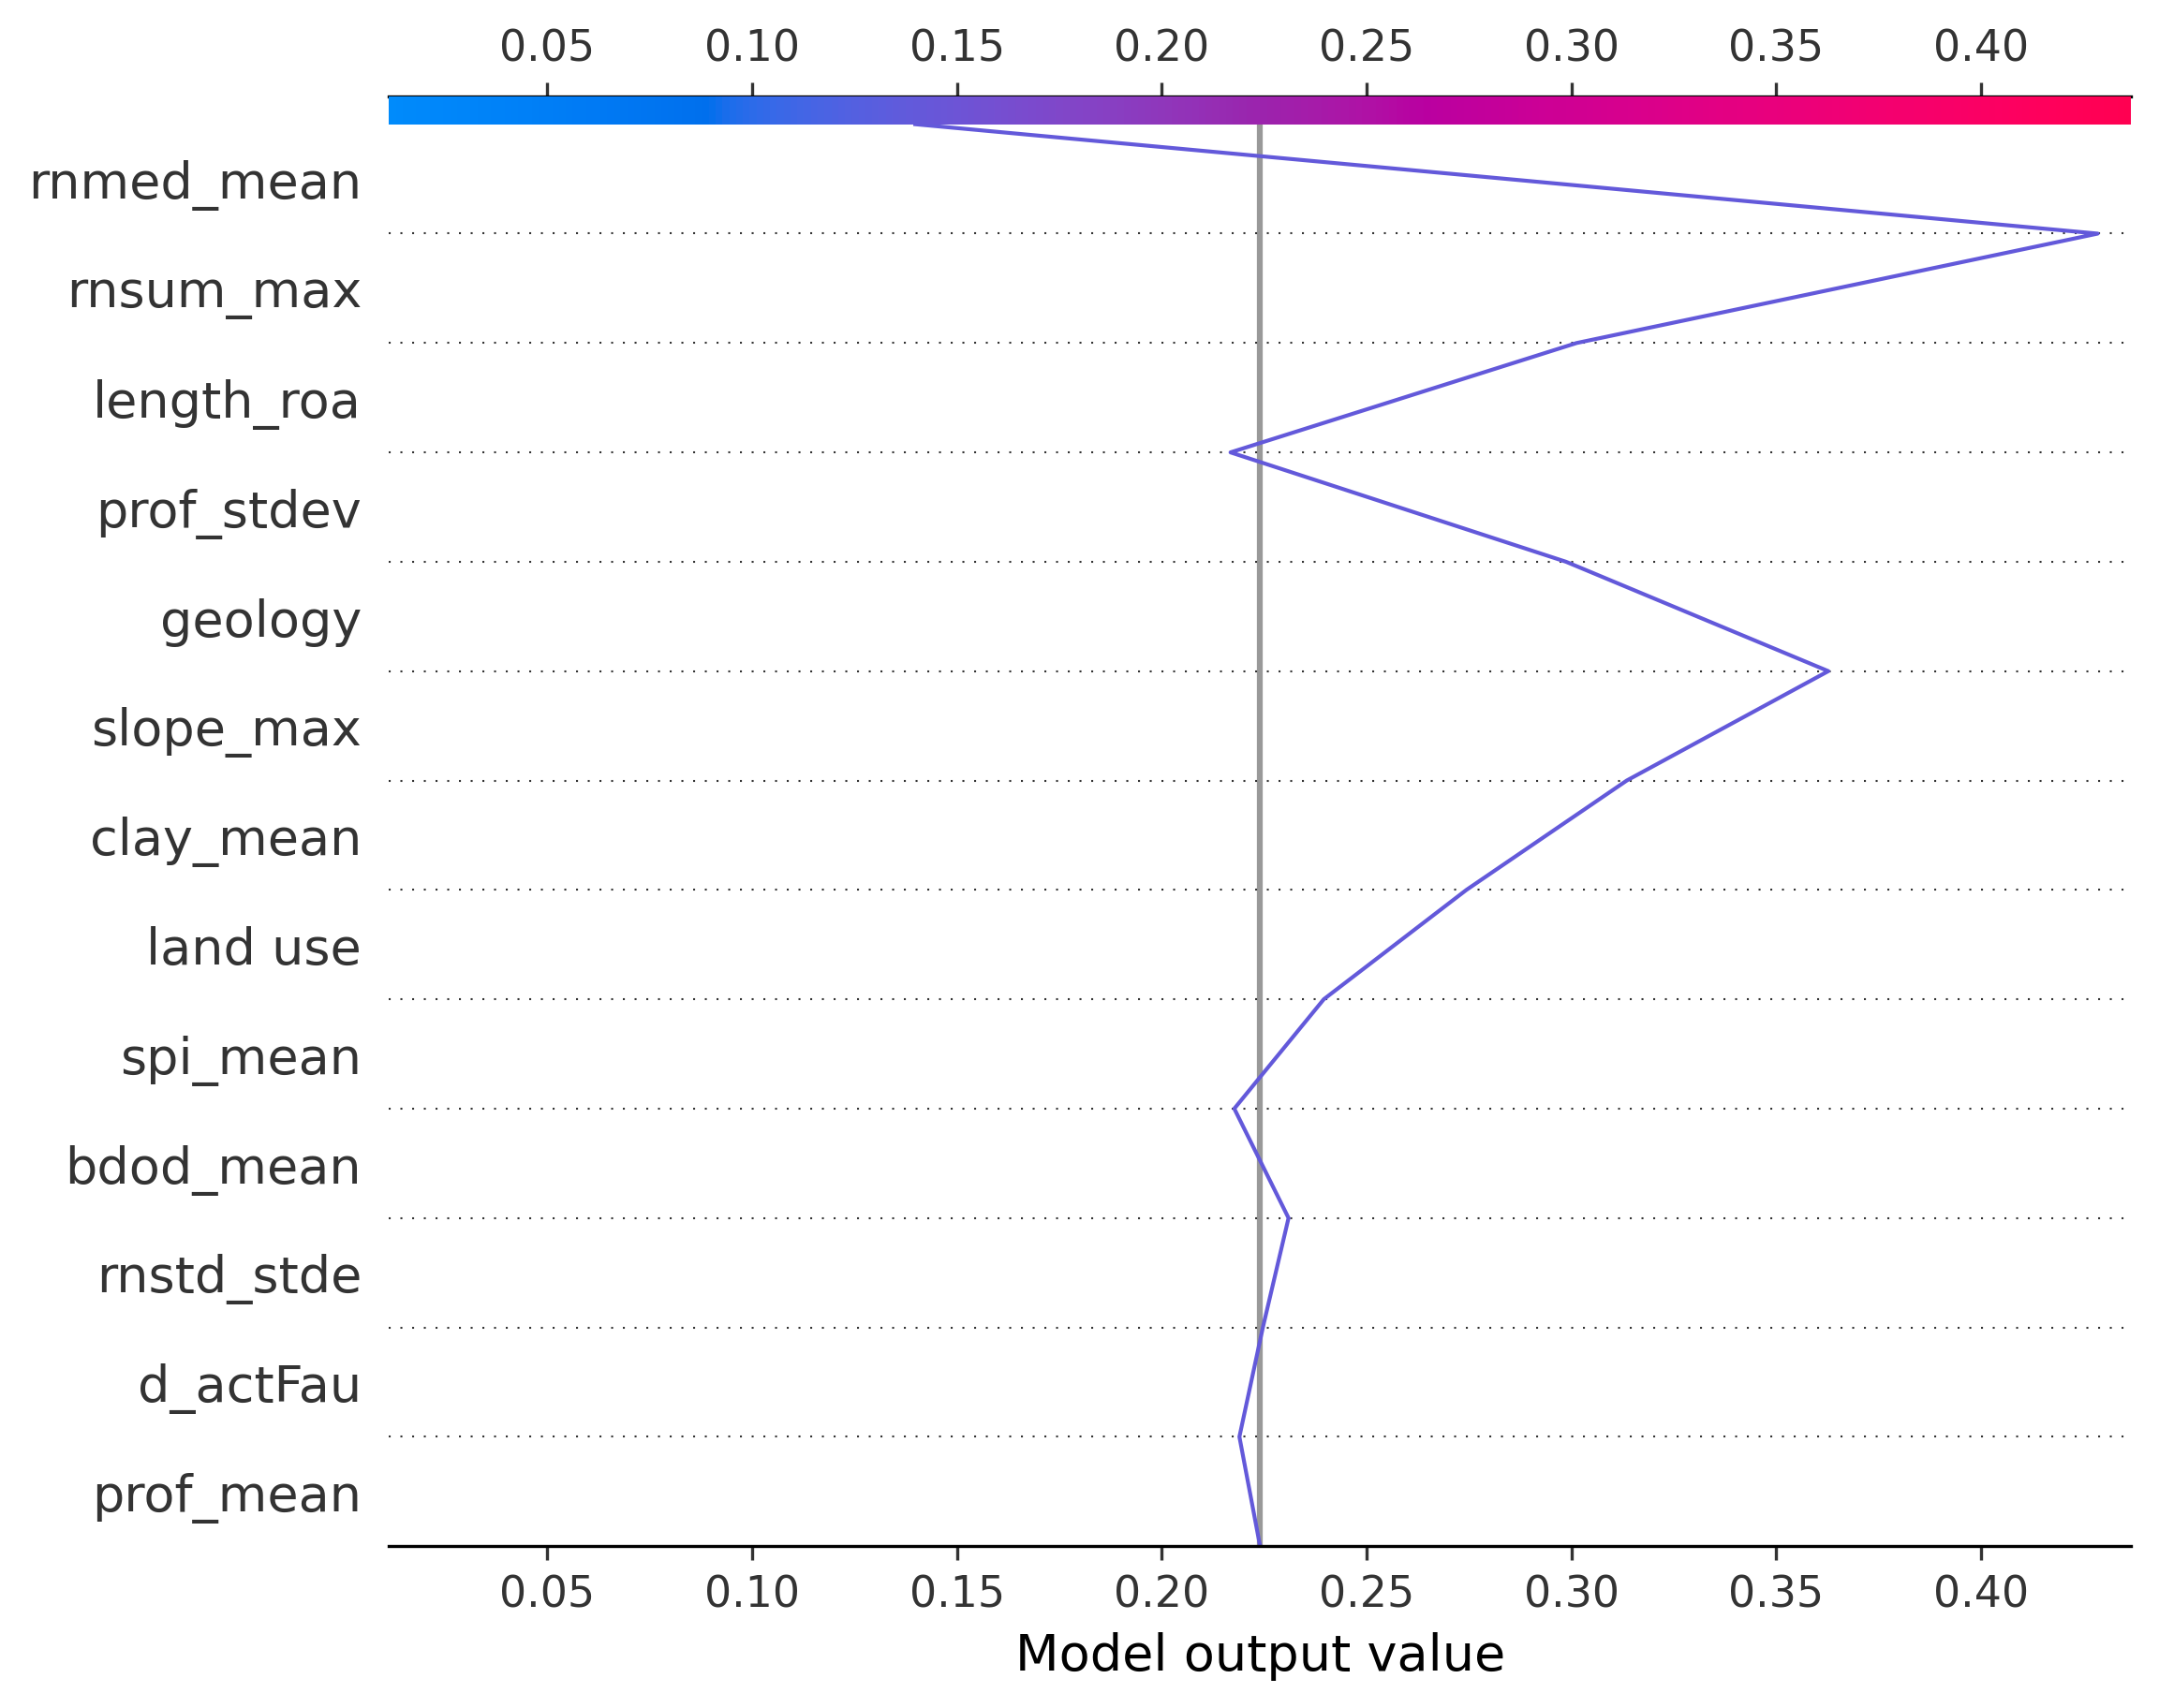 0.05 0.10 0.15 0.20 0.25 0.30 0.35 0.40
rnmed_mean
rnsum_max
length_roa
prof_stdev
geology
slope_max
clay_mean
land use
spi_mean
bdod_mean
rnstd_stde
d_actFau
prof_mean
0.05 0.10 0.15 0.20 0.25 0.30 0.35 0.40
Model output value